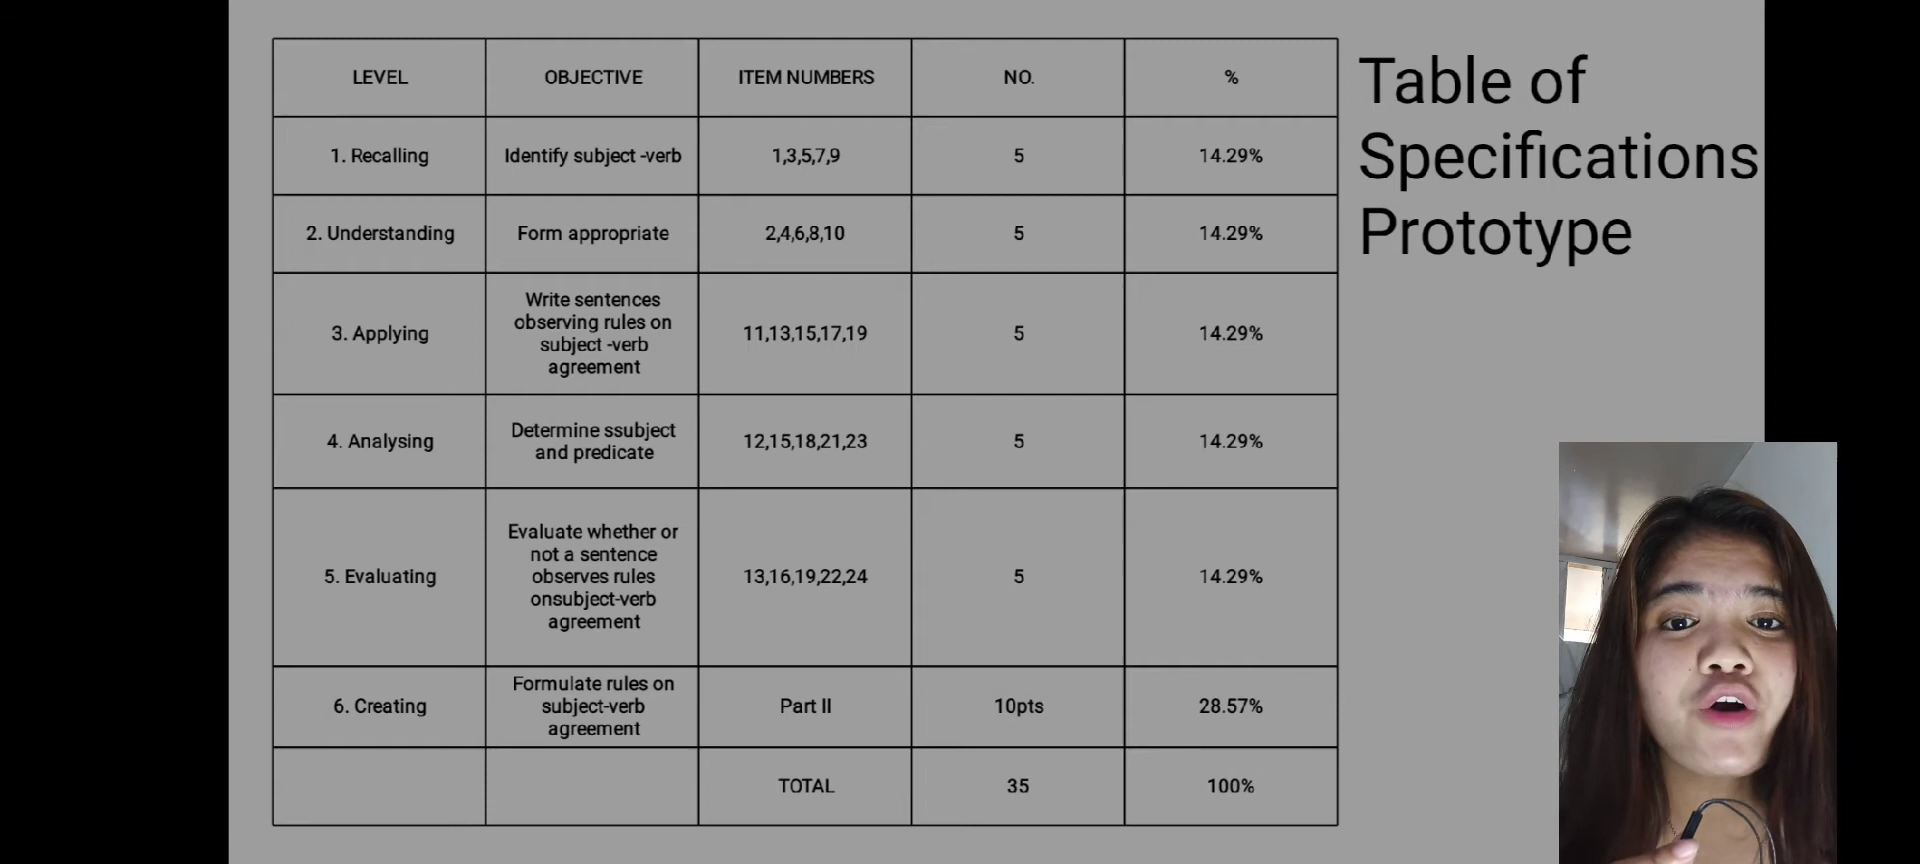 LEVEL OBJECTIVE ITEM NUMBERS NO. %
1. Recalling Identify subject -verb 1,3,5,7,9 5 14.29%
2. Understanding Form appropriate 2,4,6,8,10 5 14.29%
3. Applying
Write sentences
observing rules on
subject -verb
agreement
11,13,15,17,19 5 14.29%
4. Analysing
Determine ssubject
and predicate
12,15,18,21,23 5 14.29%
5. Evaluating
Evaluate whether or
not a sentence
observes rules
onsubject-verb
agreement
13,16,19,22,24 5 14.29%
6. Creating
Formulate rules on
subject-verb
agreement
Part II 10pts 28.57%
TOTAL 35 100%
Table of
Specifications
Prototype